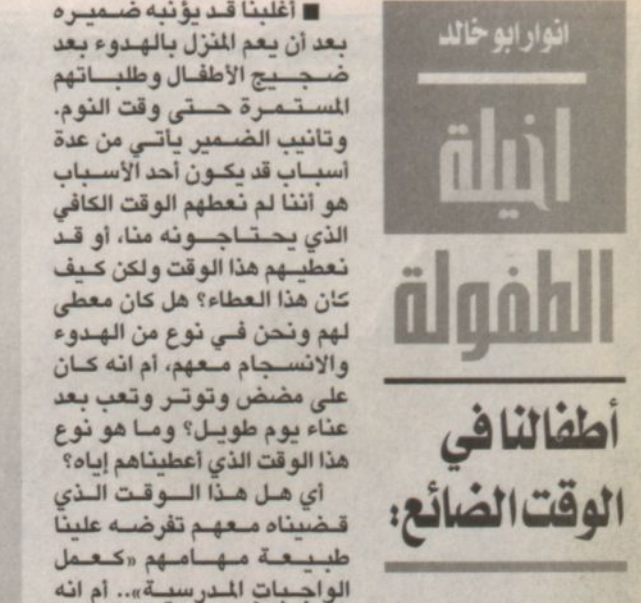 انوار ابو خالد
اخيلة
الطفولة
أطفالنا في
الوقت الضائع:
■ أغلبنا قد يؤنبه ضميره
بعد أن يعم المنزل بالهدوء بعد
ضجيج الأطفال وطلباتهم
المستمرة حتى وقت النوم.
وتأنيب الضمير يأتي من عدة
أسباب قد يكون أحد الأسباب
هو أننا لم نعطهم الوقت الكافي
الذي يحتاجونه منا، أو قد
نعطيهم هذا الوقت ولكن كيف
كان هذا العطاء؟ هل كان معطى
لهم ونحن في نوع من الهدوء
والانسجام معهم، أم انه كان
على مضض وتوتر وتعب بعد
عناء يوم طويل؟ وما هو نوع
هذا الوقت الذي أعطيناهم إياه؟
أي هل هذا الوقت الذي
قضيناه معهم تفرضه علينا
طبيعة مهامهم «كعمل
الواجبات المدرسية».. أم انه